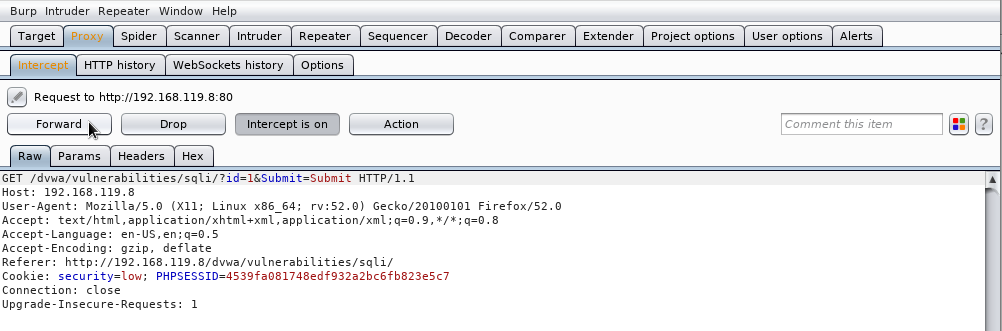 Burp Intruder Repeater Window Help
Target Proxy Spider Scanner Intruder Repeater Sequencer Decoder Comparer Extender Project options User options Alerts
Intercept HTTP history WebSockets history Options
Request to http://192.168.119.8:80
Forward Drop Intercept is on Action Comment this item ?
Raw Params Headers Hex
GET /dvwa/vulnerabilities/sqli/?id=1&Submit=Submit HTTP/1.1
Host: 192.168.119.8
User-Agent: Mozilla/5.0 (X11; Linux x86_64; rv:52.0) Gecko/20100101 Firefox/52.0
Accept: text/html,application/xhtml+xml,application/xml;q=0.9,*/*;q=0.8
Accept-Language: en-US,en;q=0.5
Accept-Encoding: gzip, deflate
Referer: http://192.168.119.8/dvwa/vulnerabilities/sqli/
Cookie: security=low; PHPSESSID=4539fa081748edf932a2bc6fb823e5c7
Connection: close
Upgrade-Insecure-Requests: 1